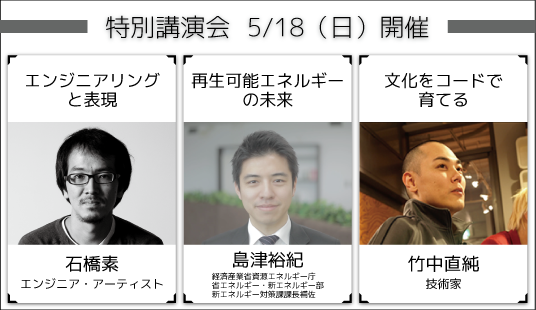 特別講演会 5/18(日)開催
エンジニアリング
と表現
石橋素
エンジニア・アーティスト
再生可能エネルギー
の未来
島津裕紀
経済産業省資源エネルギー庁
省エネルギー・新エネルギー部
新エネルギー対策課課長補佐
文化をコードで
育てる
竹中直純
技術家